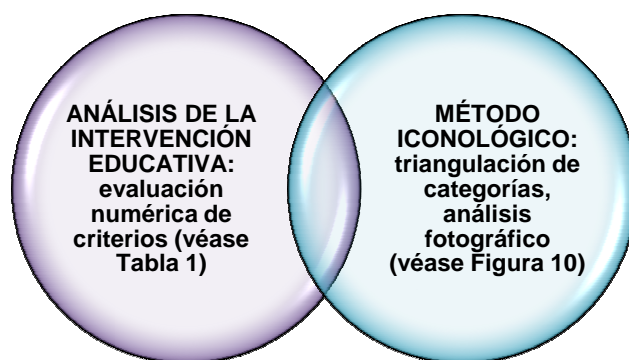 ANÁLISIS DE LA
INTERVENCIÓN
EDUCATIVA:
evaluación
numérica de
criterios (véase
Tabla 1)
MÉTODO
ICONOLÓGICO:
triangulación de
categorías,
análisis
fotográfico
(véase Figura 10)